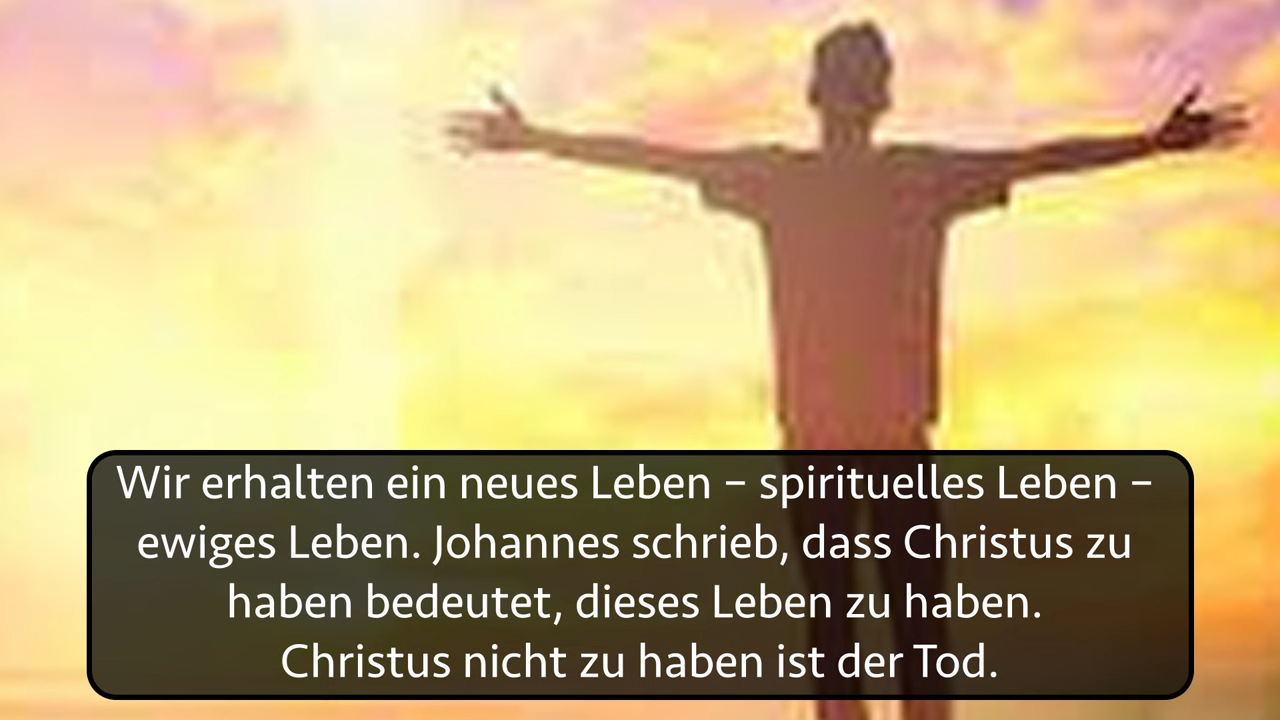 Wir erhalten ein neues Leben – spirituelles Leben –
ewiges Leben. Johannes schrieb, dass Christus zu
haben bedeutet, dieses Leben zu haben.
Christus nicht zu haben ist der Tod.